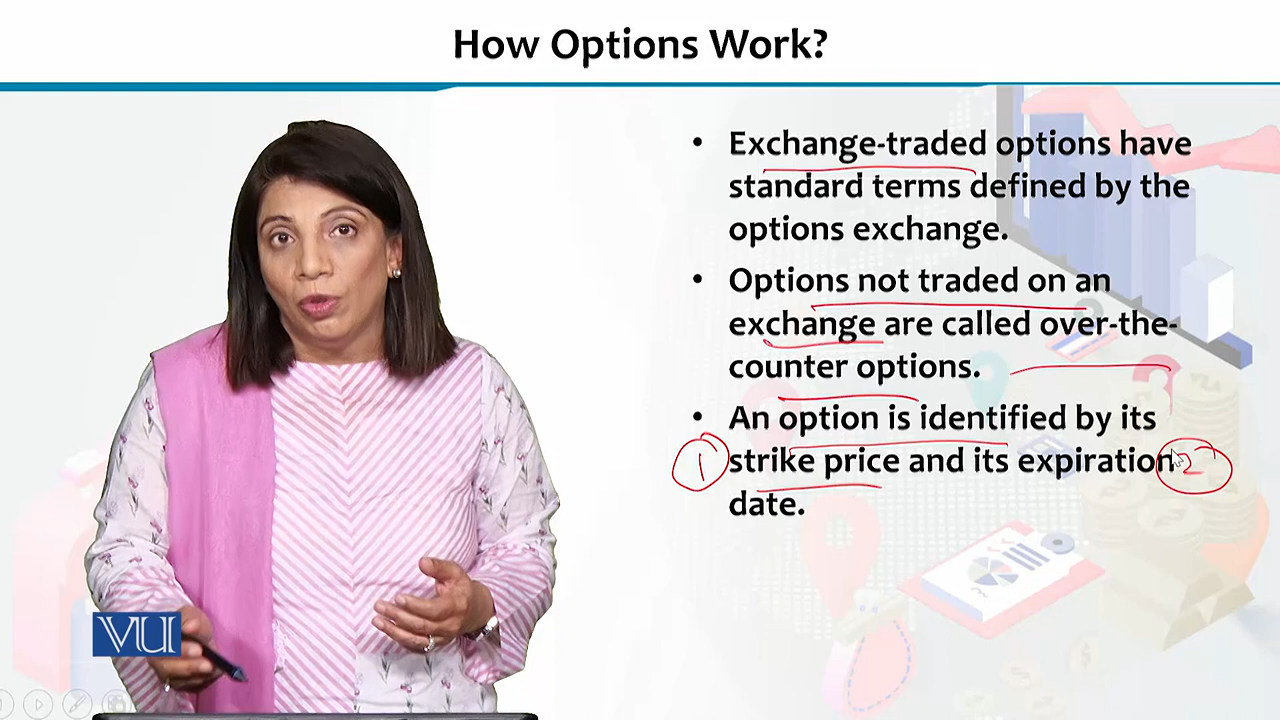 How Options Work?
• Exchange-traded options have
standard terms defined by the
options exchange.
• Options not traded on an
exchange are called over-the-
counter options.
• An option is identified by its
1 strike price and its expiration 2
date.
VU